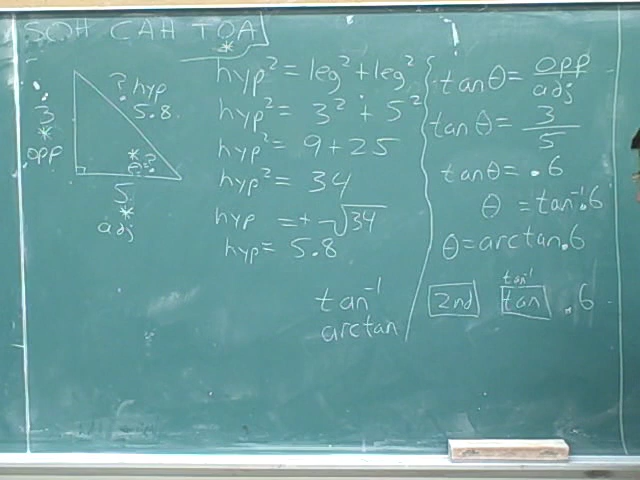 SOH CAH TOA
*
? hyp
5.8
3
*
opp
*
θ=?
5
*
adj
hyp² = leg² + leg²
hyp² = 3² + 5²
hyp² = 9 + 25
hyp² = 34
hyp = ± √34
hyp = 5.8
tan⁻¹
arctan
tan θ = opp/adj
tan θ = 3/5
tan θ = .6
θ = tan⁻¹ .6
θ = arctan .6
tan⁻¹
2nd tan .6